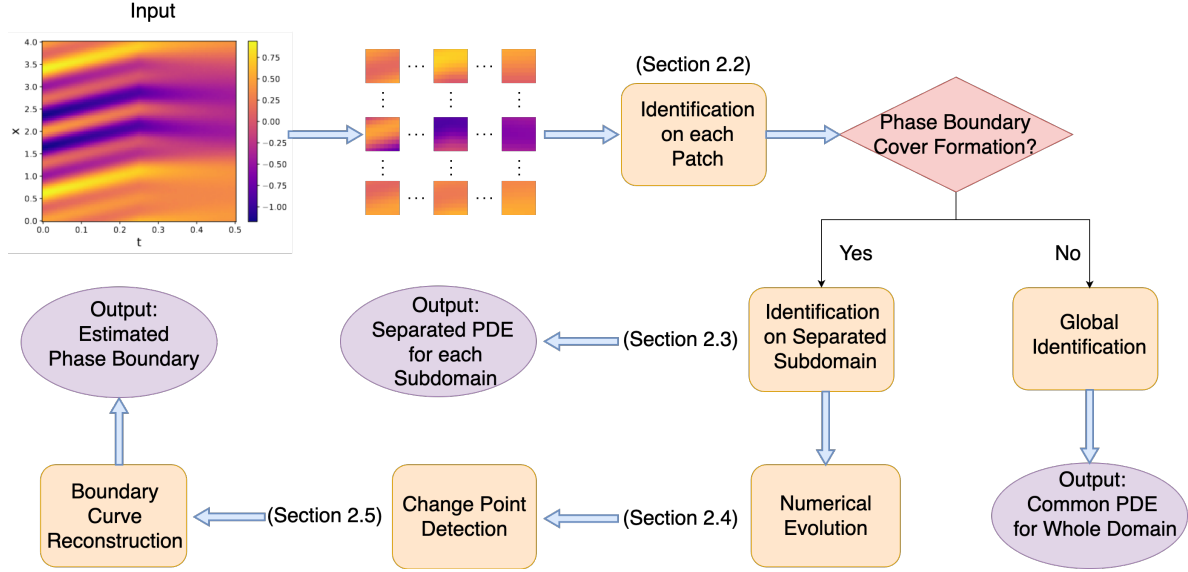 Input
4.0
3.5
3.0
2.5
2.0
1.5
1.0
0.5
0.0
x
0.0
0.1
0.2
0.3
0.4
0.5
t
0.75
0.50
0.25
0.00
−0.25
−0.50
−0.75
−1.00
(Section 2.2)
Identification
on each
Patch
Phase Boundary
Cover Formation?
Yes
No
Identification
on Separated
Subdomain
Global
Identification
(Section 2.3)
Output:
Separated PDE
for each
Subdomain
Output:
Estimated
Phase Boundary
Numerical
Evolution
Output:
Common PDE
for Whole Domain
(Section 2.4)
Change Point
Detection
(Section 2.5)
Boundary
Curve
Reconstruction